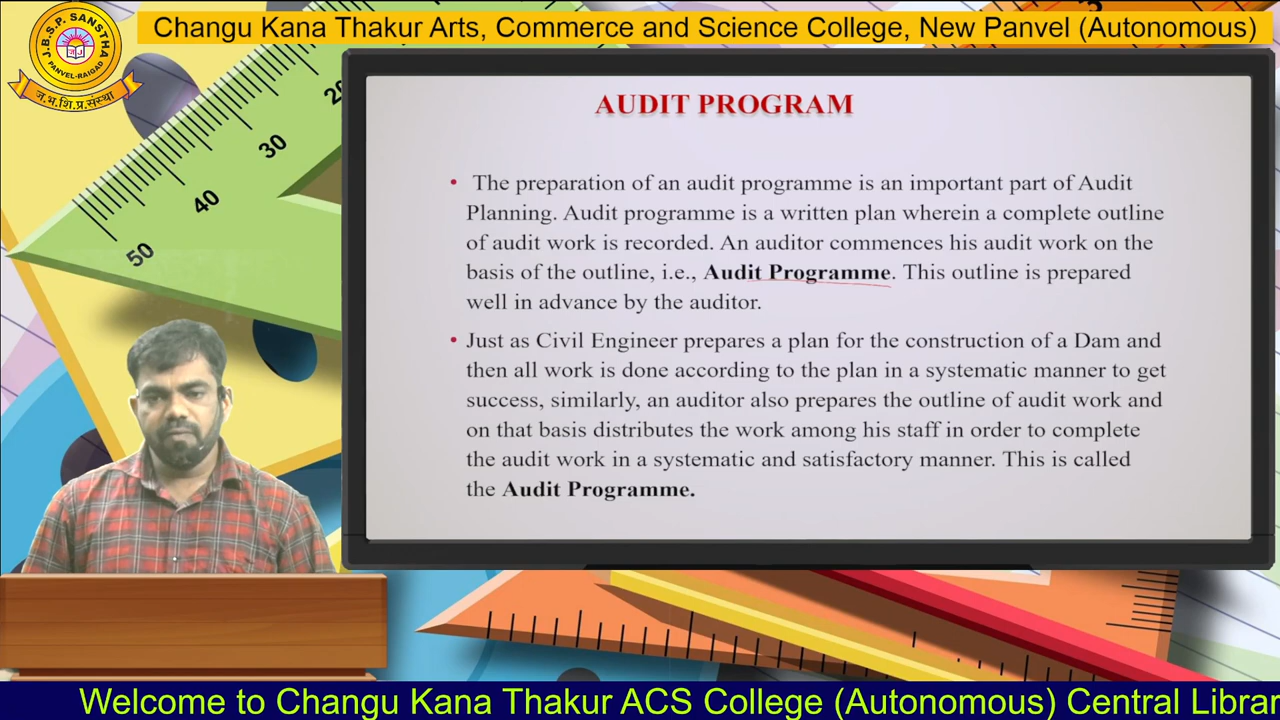 Changu Kana Thakur Arts, Commerce and Science College, New Panvel (Autonomous)
J.B.S.P. SANSTHA
PANVEL-RAIGAD
ज.भ.शि.प्र.संस्था
20
30
40
50
AUDIT PROGRAM
• The preparation of an audit programme is an important part of Audit
Planning. Audit programme is a written plan wherein a complete outline
of audit work is recorded. An auditor commences his audit work on the
basis of the outline, i.e., Audit Programme. This outline is prepared
well in advance by the auditor.
• Just as Civil Engineer prepares a plan for the construction of a Dam and
then all work is done according to the plan in a systematic manner to get
success, similarly, an auditor also prepares the outline of audit work and
on that basis distributes the work among his staff in order to complete
the audit work in a systematic and satisfactory manner. This is called
the Audit Programme.
Welcome to Changu Kana Thakur ACS College (Autonomous) Central Librar